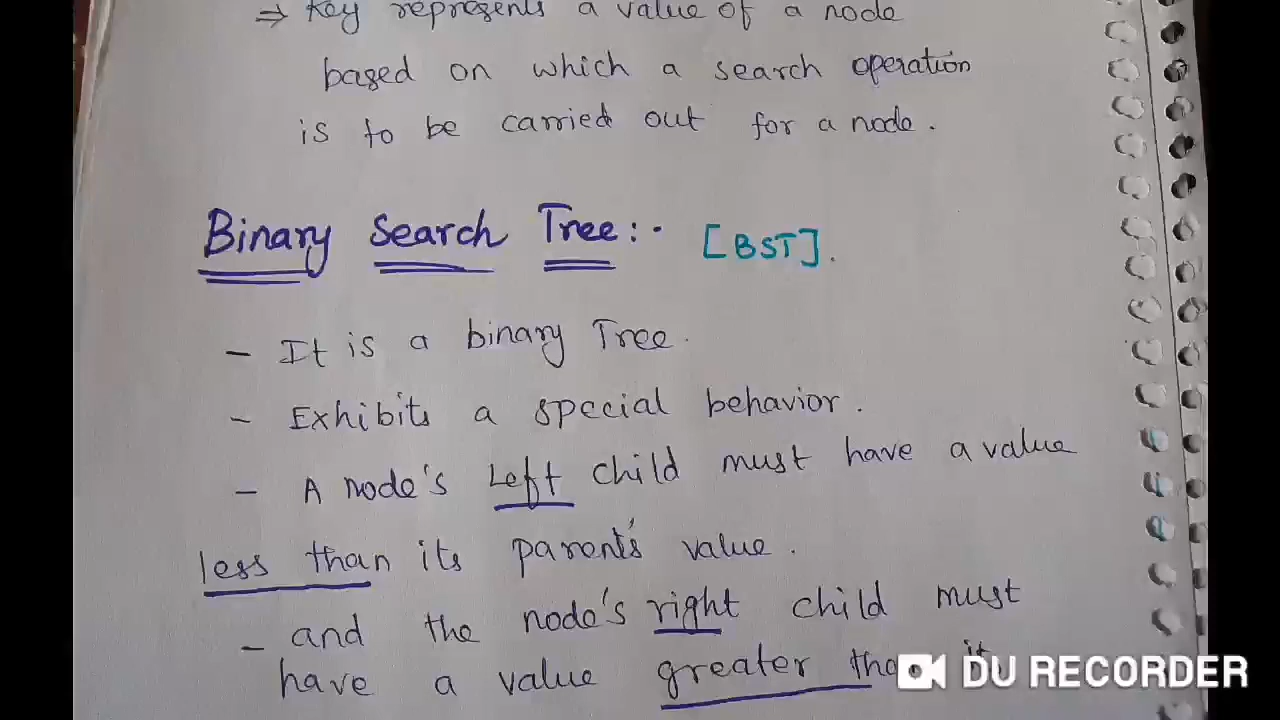 ⇒ Key represents a value of a node
based on which a search operation
is to be carried out for a node.
Binary Search Tree:- [BST].
- It is a binary Tree.
- Exhibits a special behavior.
- A node's Left child must have a value
less than its parent's value.
- and the node's right child must
have a value greater than
DU RECORDER